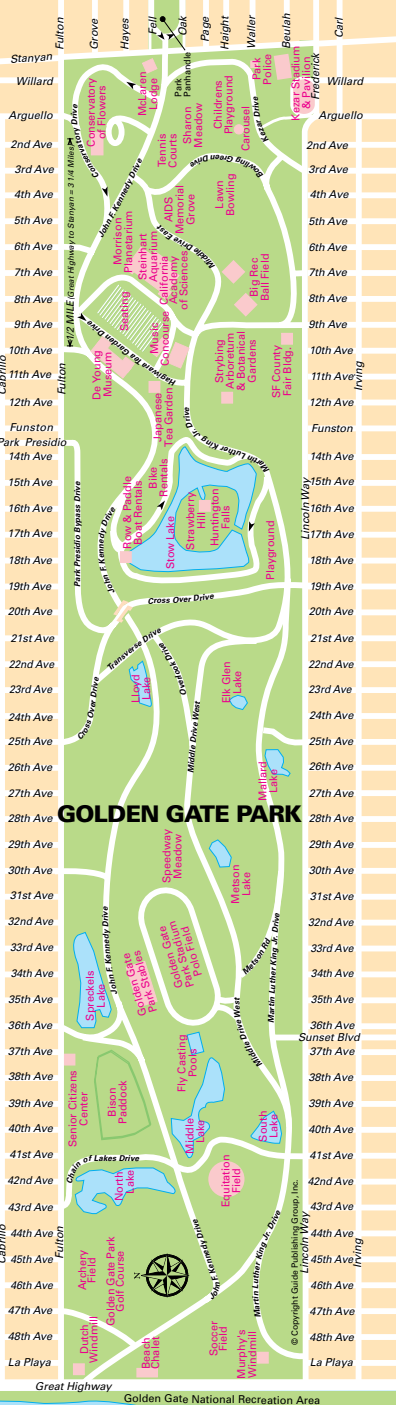 Fulton
Grove
Hayes
Fell
Oak
Page
Haight
Waller
Beulah
Frederick
Carl
Stanyan
Willard
Arguello
2nd Ave
3rd Ave
4th Ave
5th Ave
6th Ave
7th Ave
8th Ave
9th Ave
10th Ave
11th Ave
12th Ave
Funston
Park Presidio
14th Ave
15th Ave
16th Ave
17th Ave
18th Ave
19th Ave
20th Ave
21st Ave
22nd Ave
23rd Ave
24th Ave
25th Ave
26th Ave
27th Ave
28th Ave
29th Ave
30th Ave
31st Ave
32nd Ave
33rd Ave
34th Ave
35th Ave
36th Ave
37th Ave
38th Ave
39th Ave
40th Ave
41st Ave
42nd Ave
43rd Ave
44th Ave
45th Ave
46th Ave
47th Ave
48th Ave
La Playa
Great Highway
Cabrillo
Fulton
Cabrillo
Fulton
Willard
Arguello
2nd Ave
3rd Ave
4th Ave
5th Ave
6th Ave
7th Ave
8th Ave
9th Ave
10th Ave
11th Ave
12th Ave
Funston
14th Ave
15th Ave
16th Ave
17th Ave
18th Ave
19th Ave
20th Ave
21st Ave
22nd Ave
23rd Ave
24th Ave
25th Ave
26th Ave
27th Ave
28th Ave
29th Ave
30th Ave
31st Ave
32nd Ave
33rd Ave
34th Ave
35th Ave
36th Ave
Sunset Blvd
37th Ave
38th Ave
39th Ave
40th Ave
41st Ave
42nd Ave
43rd Ave
44th Ave
45th Ave
46th Ave
47th Ave
48th Ave
La Playa
Irving
Lincoln Way
Irving
Lincoln Way
Park
Panhandle
McLaren
Lodge
Conservatory
of Flowers
Conservatory Drive
1/2 MILE (Great Highway to Stanyan = 3 1/4 Miles)
John F. Kennedy Drive
Tennis
Courts
Sharon
Meadow
Childrens
Playground
Carousel
Park
Police
Kezar Stadium
& Pavilion
Kezar Drive
Bowling Green Drive
Lawn
Bowling
AIDS
Memorial
Grove
Middle Drive East
Morrison
Planetarium
Steinhart
Aquarium
California
Academy
of Sciences
Big Rec
Ball Field
Seating
Music
Concourse
Hagiwara Tea Garden Drive
De Young
Museum
Japanese
Tea Garden
Strybing
Arboretum
& Botanical
Gardens
SF County
Fair Bldg.
Martin Luther King Jr. Drive
Bike
Rentals
Row & Paddle
Boat Rentals
Stow Lake
Strawberry
Hill
Huntington
Falls
Playground
Park Presidio Bypass Drive
John F. Kennedy Drive
Cross Over Drive
Transverse Drive
Overlook Drive
Cross Over Drive
Lloyd
Lake
Elk Glen
Lake
Middle Drive West
Mallard
Lake
GOLDEN GATE PARK
Speedway
Meadow
Metson
Lake
John F. Kennedy Drive
Golden Gate
Park Stables
Golden Gate
Stadium
Polo Field
Metson Rd
Martin Luther King Jr. Drive
Spreckels
Lake
Middle Drive West
Senior Citizens
Center
Bison
Paddock
Fly Casting
Pools
Middle
Lake
South
Lake
Chain of Lakes Drive
North
Lake
Equitation
Field
Archery
Field
Golden Gate Park
Golf Course
N
John F. Kennedy Drive
Martin Luther King Jr. Drive
© Copyright Guide Publishing Group, Inc.
Dutch
Windmill
Beach
Chalet
Soccer
Field
Murphy's
Windmill
Golden Gate National Recreation Area